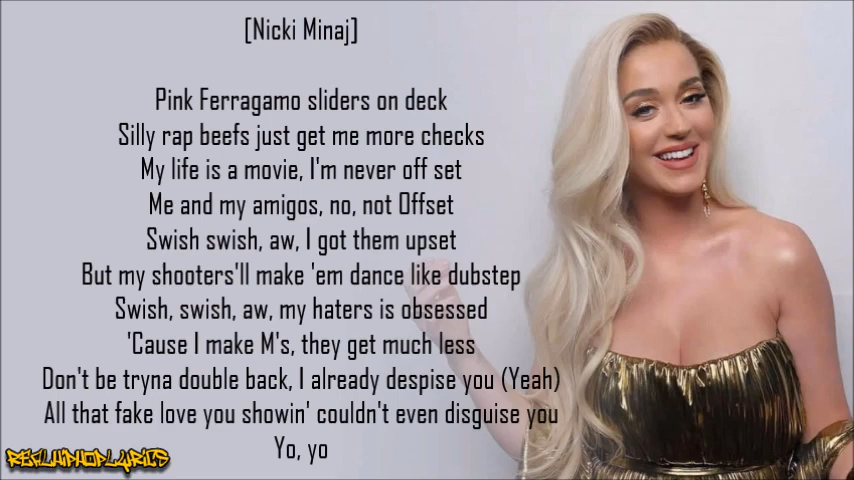 [Nicki Minaj]
Pink Ferragamo sliders on deck
Silly rap beefs just get me more checks
My life is a movie, I'm never off set
Me and my amigos, no, not Offset
Swish swish, aw, I got them upset
But my shooters'll make 'em dance like dubstep
Swish, swish, aw, my haters is obsessed
'Cause I make M's, they get much less
Don't be tryna double back, I already despise you (Yeah)
All that fake love you showin' couldn't even disguise you
Yo, yo
REFLHIPHOPLYRICS